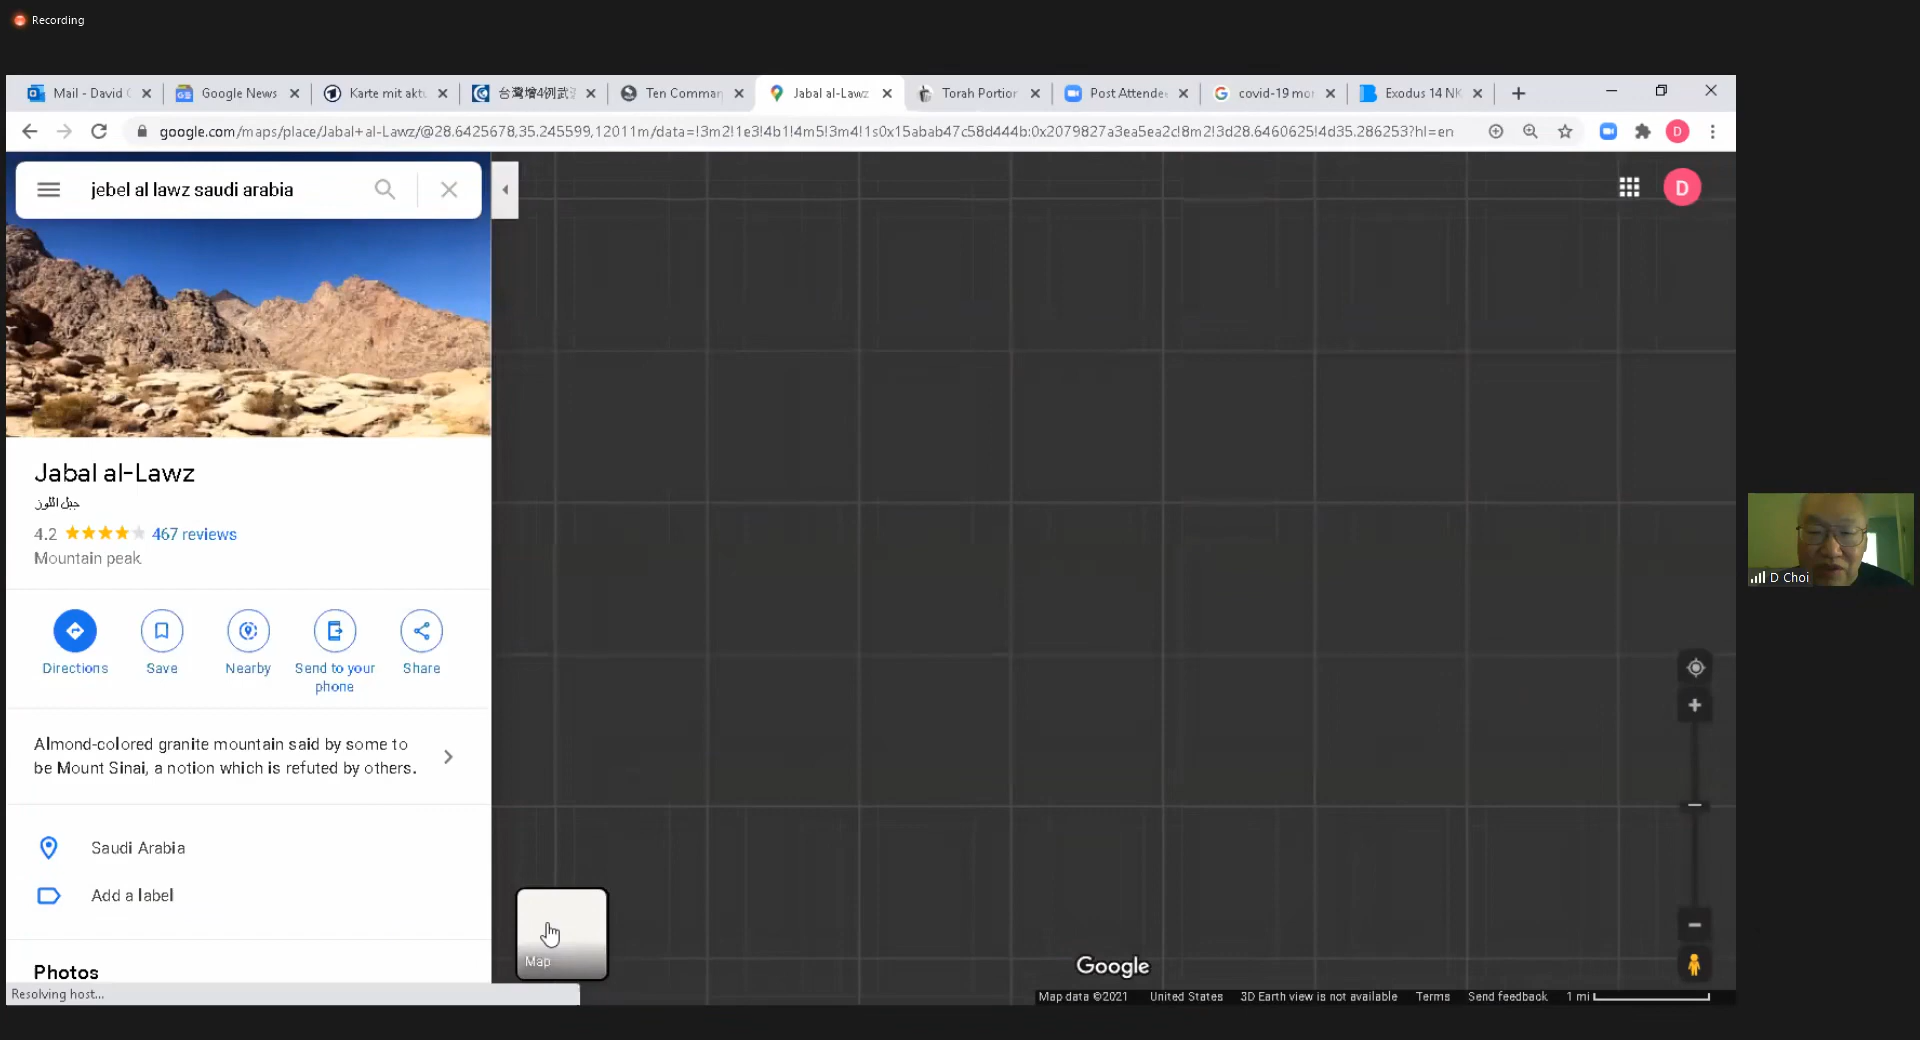 Recording
Mail - David
Google News
Karte mit akt
台灣增4例武
Ten Comman
Jabal al-Lawz
Torah Portion
Post Attende
covid-19 mor
Exodus 14 NK
google.com/maps/place/Jabal+al-Lawz/@28.6425678,35.245599,12011m/data=!3m2!1e3!4b1!4m5!3m4!1s0x15abab47c58d444b:0x2079827a3ea5ea2c!8m2!3d28.6460625!4d35.286253?hl=en
D
jebel al lawz saudi arabia
D
Jabal al-Lawz
جبل اللوز
4.2
467 reviews
Mountain peak
Directions
Save
Nearby
Send to your
phone
Share
Almond-colored granite mountain said by some to
be Mount Sinai, a notion which is refuted by others.
Saudi Arabia
Add a label
Photos
Resolving host...
Map
Google
Map data ©2021
United States
3D Earth view is not available
Terms
Send feedback
1 mi
D Choi